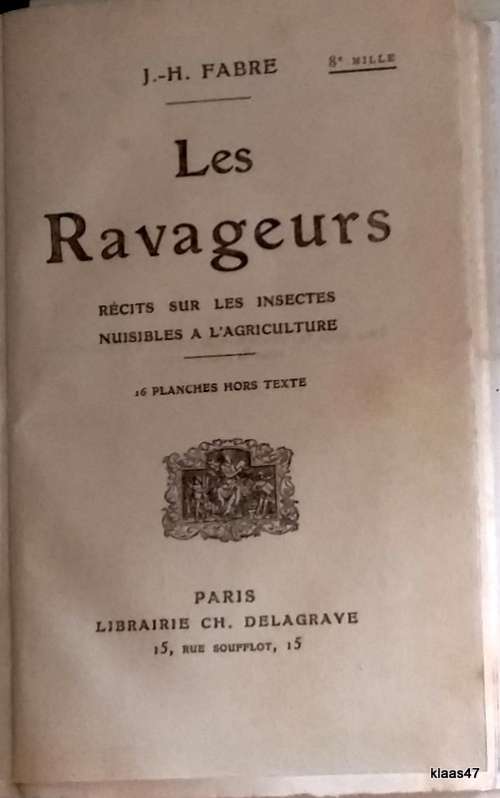 J.-H. FABRE 8e MILLE
Les
Ravageurs
RÉCITS SUR LES INSECTES
NUISIBLES A L'AGRICULTURE
16 PLANCHES HORS TEXTE
PARIS
LIBRAIRIE CH. DELAGRAVE
15, RUE SOUFFLOT, 15
klaas47